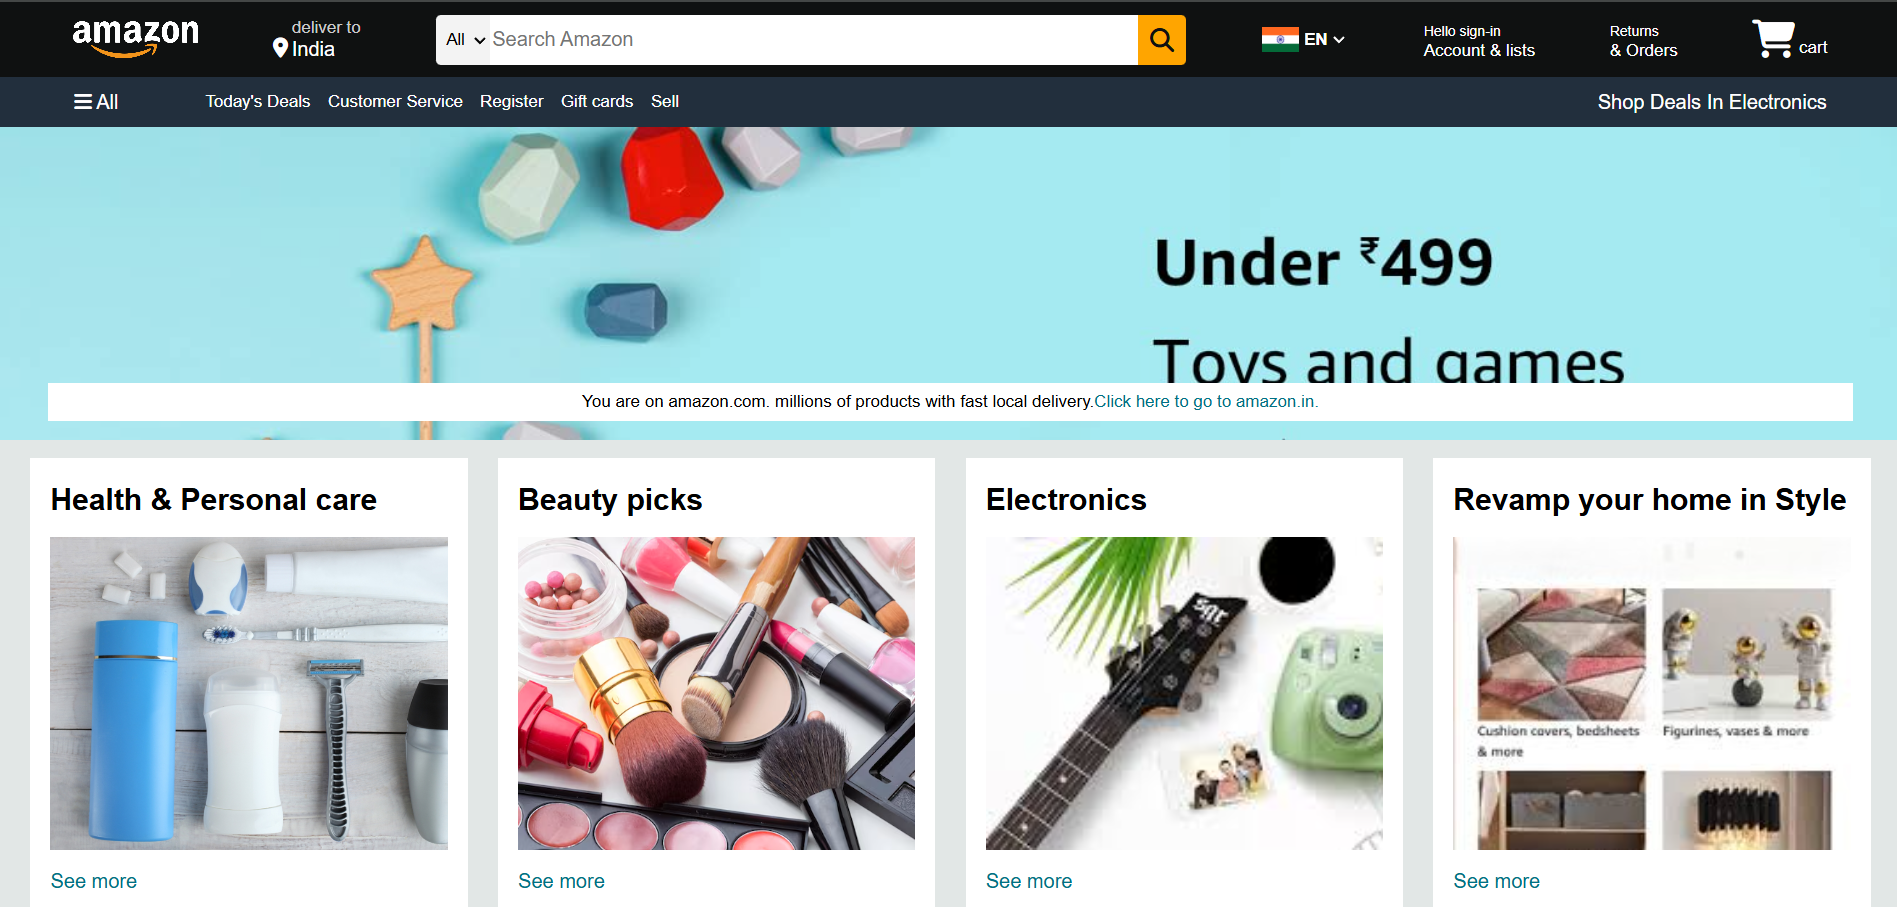 amazon
deliver to
India
All
Search Amazon
EN
Hello sign-in
Account & lists
Returns
& Orders
cart
All
Today's Deals
Customer Service
Register
Gift cards
Sell
Shop Deals In Electronics
Under ₹499
Toys and games
You are on amazon.com. millions of products with fast local delivery.Click here to go to amazon.in.
Health & Personal care
See more
Beauty picks
See more
Electronics
sqr
See more
Revamp your home in Style
Cushion covers, bedsheets
& more
Figurines, vases & more
See more